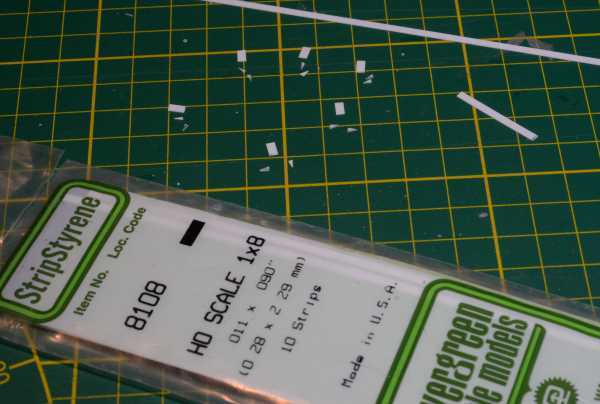 StripStyrene
Item No. Loc. Code
8108
HO SCALE 1x8
.011 x .090"
(0.28 x 2.29 mm)
10 Strips
Made in U.S.A.
vergreen
le models